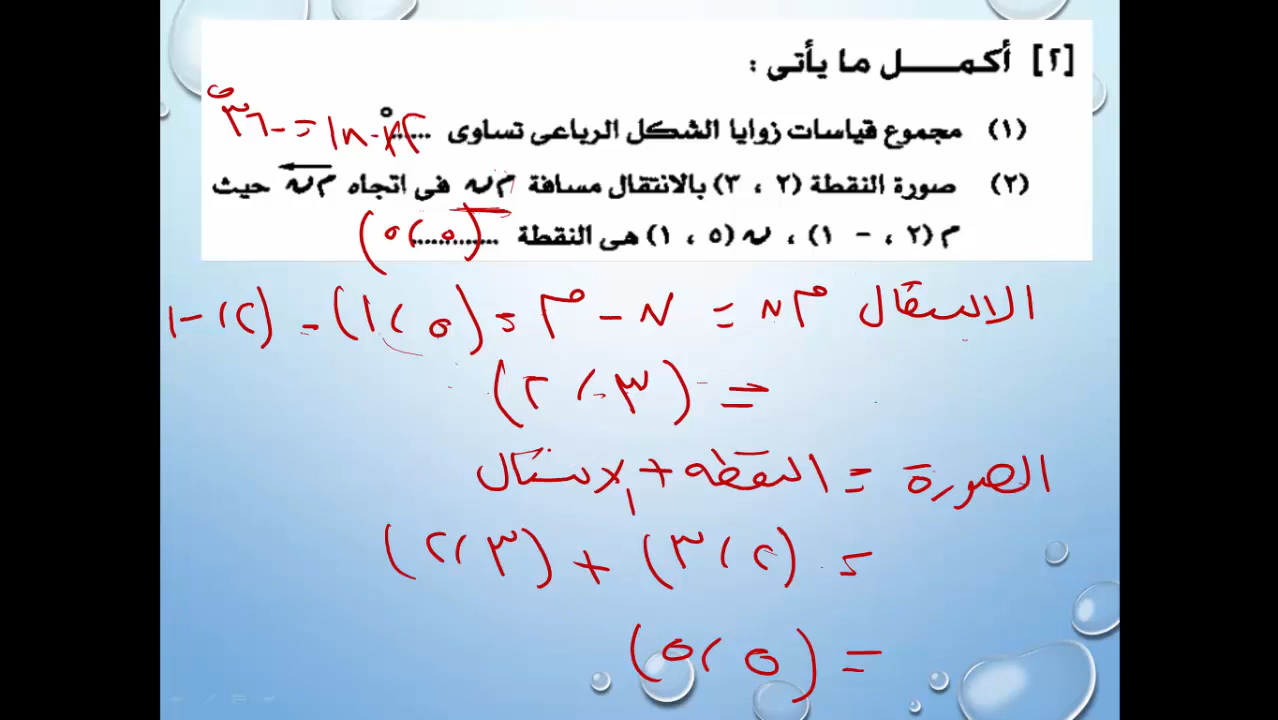 [٢] أكمـــــل ما يأتى :
(١) مجموع قياسات زوايا الشكل الرباعى تساوى ......° ٢×١٨٠ = ٣٦٠°
(٢) صورة النقطة (٢ ، ٣) بالانتقال مسافة م ن فى اتجاه م ن حيث
م (٢ ، - ١) ، ن (٥ ، ١) هى النقطة .............. (٥ ، ٥)
الانتقال م ن = ن - م = (٥ ، ١) - (٢ ، -١)
= (٣ ، ٢)
الصورة = النقطه + الانتقال
= (٢ ، ٣) + (٣ ، ٢)
= (٥ ، ٥)